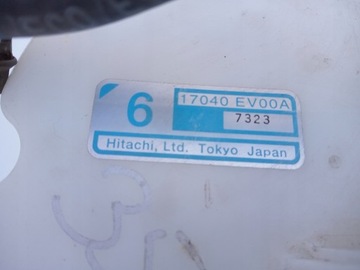 6
17040 EV00A
7323
Hitachi, Ltd. Tokyo Japan